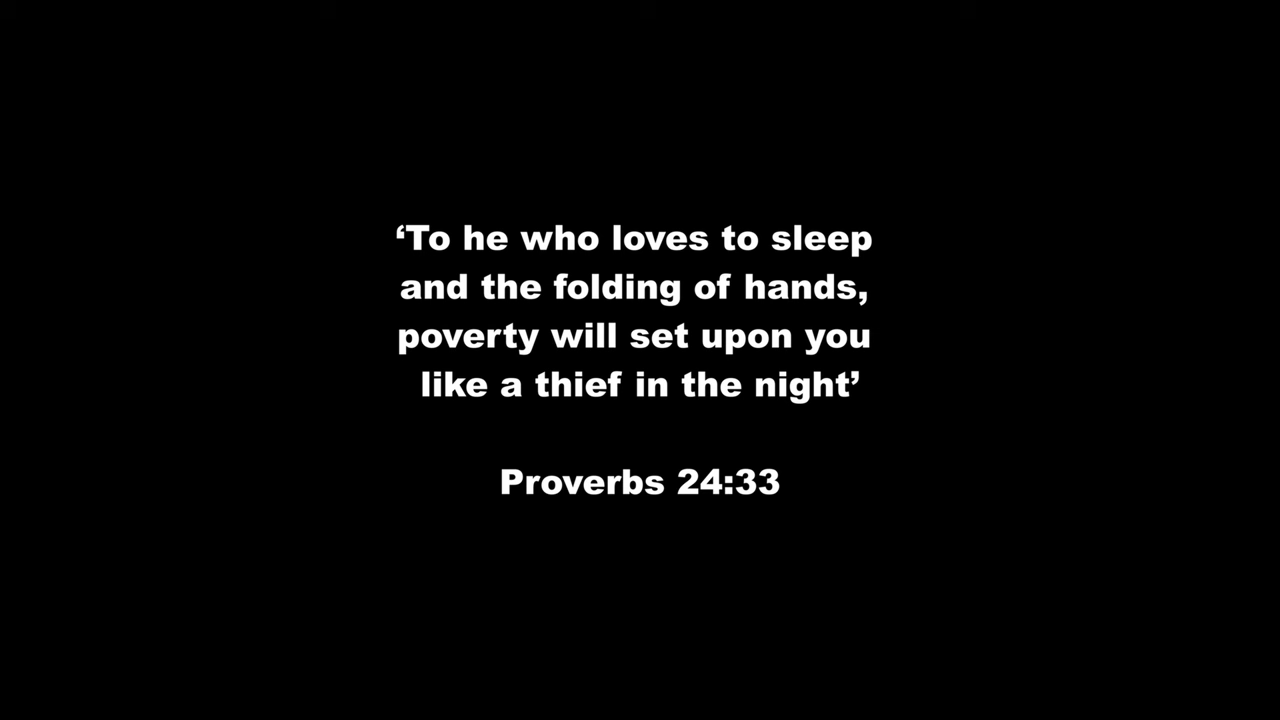 ‘To he who loves to sleep
and the folding of hands,
poverty will set upon you
like a thief in the night’
Proverbs 24:33